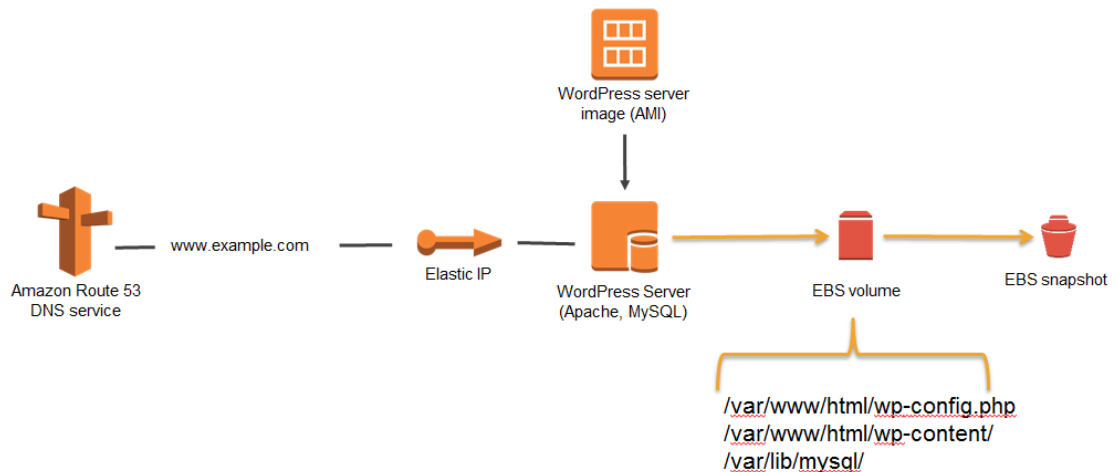 WordPress server
image (AMI)
www.example.com
Amazon Route 53
DNS service
Elastic IP
WordPress Server
(Apache, MySQL)
EBS volume
EBS snapshot
/var/www/html/wp-config.php
/var/www/html/wp-content/
/var/lib/mysql/